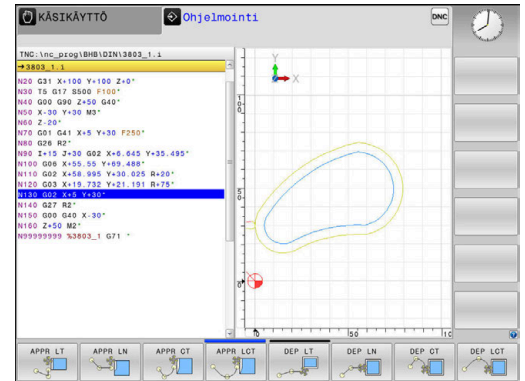 KÄSIKÄYTTÖ
Ohjelmointi
DNC
TNC:\nc_prog\BHB\DIN\3803_1.i
→3803_1.i
N20 G31 X+100 Y+100 Z+0*
N30 T5 G17 S500 F100*
N40 G00 G90 Z+50 G40*
N50 X-30 Y+30 M3*
N60 Z-20*
N70 G01 G41 X+5 Y+30 F250*
N80 G26 R2*
N90 I+15 J+30 G02 X+6.645 Y+35.495*
N100 G06 X+55.55 Y+69.488*
N110 G02 X+58.995 Y+30.025 R+20*
N120 G03 X+19.732 Y+21.191 R+75*
N130 G02 X+5 Y+30*
N140 G27 R2*
N150 G00 G40 X-30*
N160 Z+50 M2*
N99999999 %3803_1 G71 *
Y
X
100
50
0
0
50
10
APPR LT
APPR LN
APPR CT
APPR LCT
DEP LT
DEP LN
DEP CT
DEP LCT